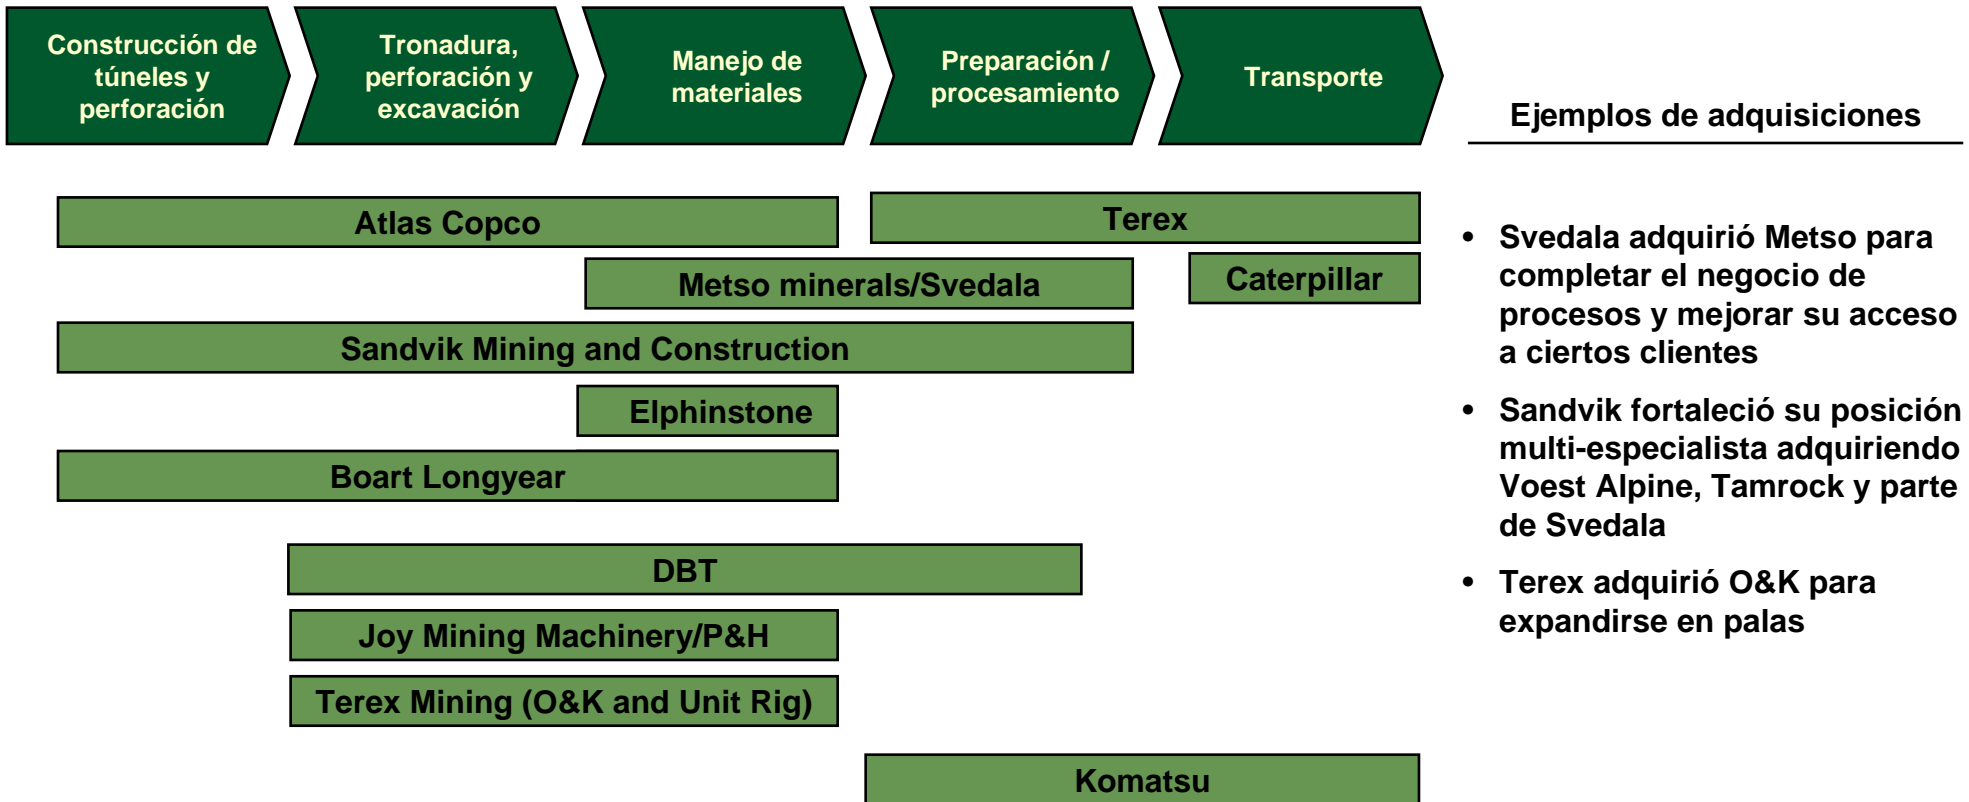 Construcción de
túneles y
perforación
Tronadura,
perforación y
excavación
Manejo de
materiales
Preparación /
procesamiento
Transporte
Ejemplos de adquisiciones
Atlas Copco
Terex
Metso minerals/Svedala
Caterpillar
Sandvik Mining and Construction
Elphinstone
Boart Longyear
DBT
Joy Mining Machinery/P&H
Terex Mining (O&K and Unit Rig)
Komatsu
• Svedala adquirió Metso para
completar el negocio de
procesos y mejorar su acceso
a ciertos clientes
• Sandvik fortaleció su posición
multi-especialista adquiriendo
Voest Alpine, Tamrock y parte
de Svedala
• Terex adquirió O&K para
expandirse en palas